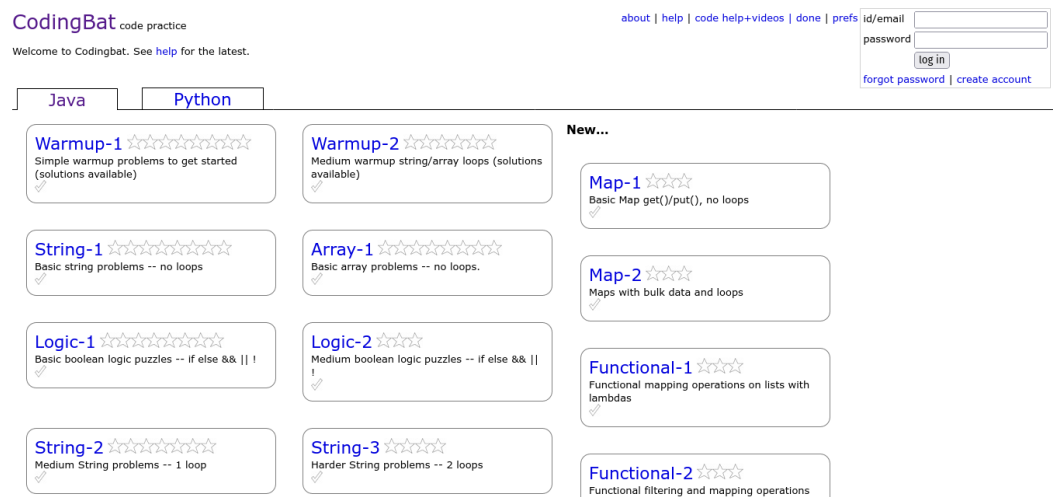 CodingBat code practice
about | help | code help+videos | done | prefs
id/email
password
log in
forgot password | create account
Welcome to Codingbat. See help for the latest.
Java
Python
Warmup-1
Simple warmup problems to get started
(solutions available)
Warmup-2
Medium warmup string/array loops (solutions
available)
New...
Map-1
Basic Map get()/put(), no loops
String-1
Basic string problems -- no loops
Array-1
Basic array problems -- no loops.
Map-2
Maps with bulk data and loops
Logic-1
Basic boolean logic puzzles -- if else && || !
Logic-2
Medium boolean logic puzzles -- if else && ||
!
Functional-1
Functional mapping operations on lists with
lambdas
String-2
Medium String problems -- 1 loop
String-3
Harder String problems -- 2 loops
Functional-2
Functional filtering and mapping operations